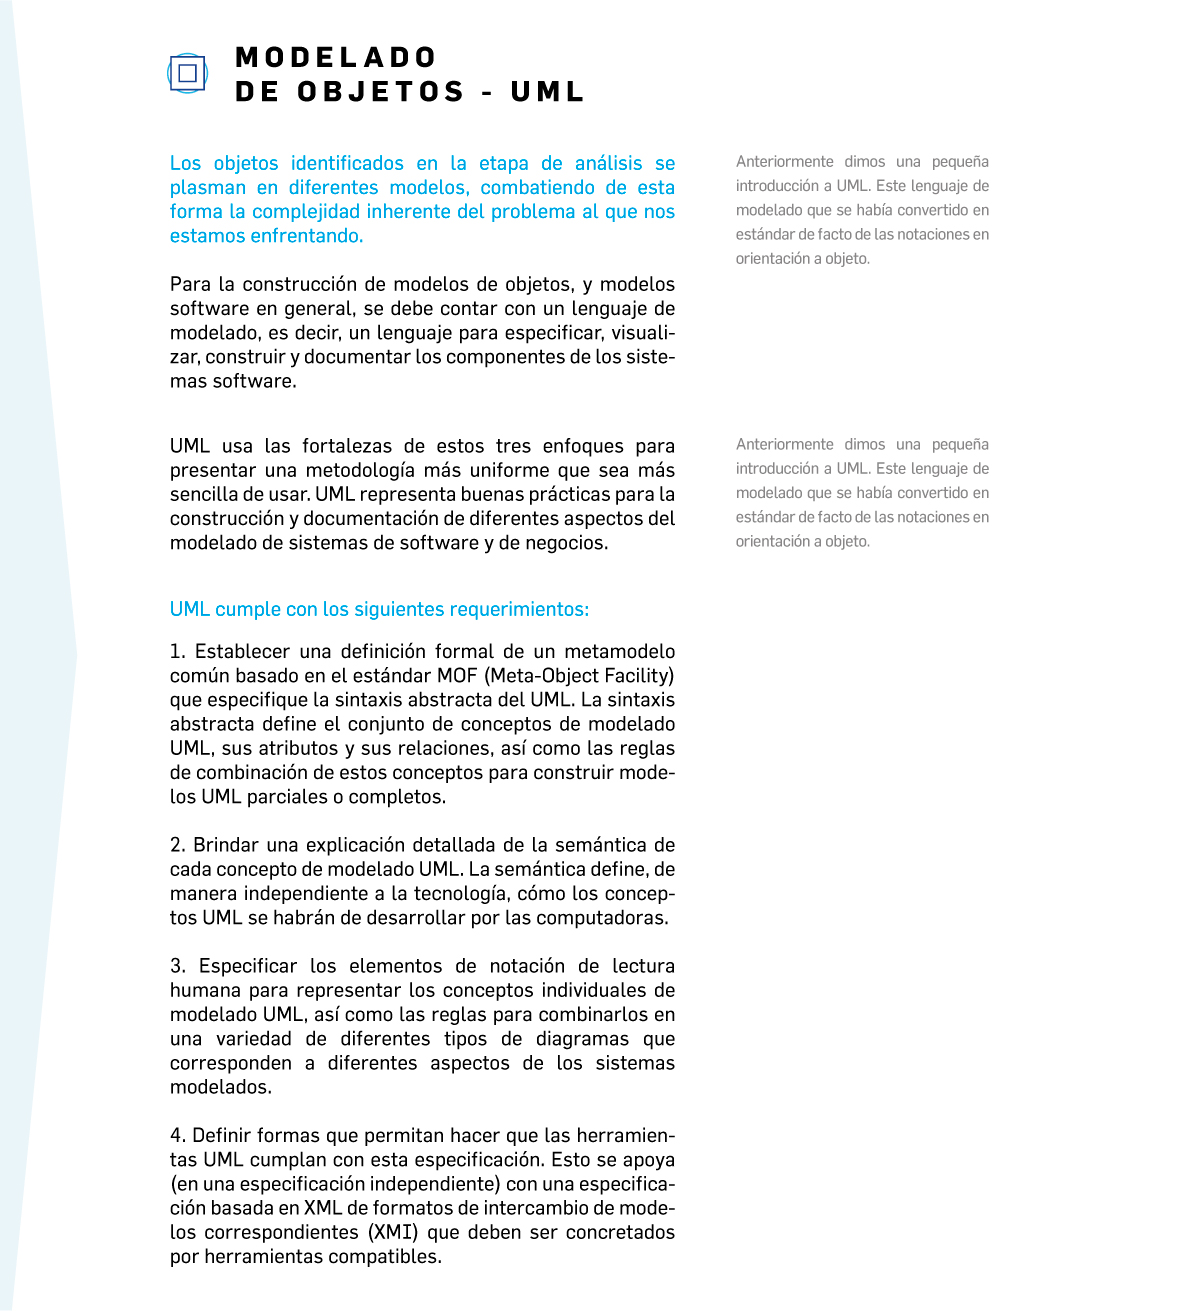 MODELADO
DE OBJETOS - UML
Los objetos identificados en la etapa de análisis se
plasman en diferentes modelos, combatiendo de esta
forma la complejidad inherente del problema al que nos
estamos enfrentando.
Anteriormente dimos una pequeña
introducción a UML. Este lenguaje de
modelado que se había convertido en
estándar de facto de las notaciones en
orientación a objeto.
Para la construcción de modelos de objetos, y modelos
software en general, se debe contar con un lenguaje de
modelado, es decir, un lenguaje para especificar, visuali-
zar, construir y documentar los componentes de los siste-
mas software.
UML usa las fortalezas de estos tres enfoques para
presentar una metodología más uniforme que sea más
sencilla de usar. UML representa buenas prácticas para la
construcción y documentación de diferentes aspectos del
modelado de sistemas de software y de negocios.
Anteriormente dimos una pequeña
introducción a UML. Este lenguaje de
modelado que se había convertido en
estándar de facto de las notaciones en
orientación a objeto.
UML cumple con los siguientes requerimientos:
1. Establecer una definición formal de un metamodelo
común basado en el estándar MOF (Meta-Object Facility)
que especifique la sintaxis abstracta del UML. La sintaxis
abstracta define el conjunto de conceptos de modelado
UML, sus atributos y sus relaciones, así como las reglas
de combinación de estos conceptos para construir mode-
los UML parciales o completos.
2. Brindar una explicación detallada de la semántica de
cada concepto de modelado UML. La semántica define, de
manera independiente a la tecnología, cómo los concep-
tos UML se habrán de desarrollar por las computadoras.
3. Especificar los elementos de notación de lectura
humana para representar los conceptos individuales de
modelado UML, así como las reglas para combinarlos en
una variedad de diferentes tipos de diagramas que
corresponden a diferentes aspectos de los sistemas
modelados.
4. Definir formas que permitan hacer que las herramien-
tas UML cumplan con esta especificación. Esto se apoya
(en una especificación independiente) con una especifica-
ción basada en XML de formatos de intercambio de mode-
los correspondientes (XMI) que deben ser concretados
por herramientas compatibles.